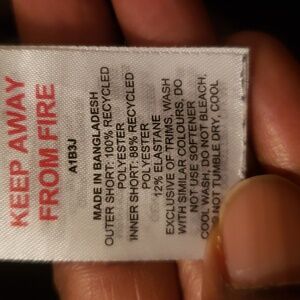 KEEP AWAY
FROM FIRE
A1B3J
MADE IN BANGLADESH
OUTER SHORT: 100% RECYCLED
POLYESTER
INNER SHORT: 88% RECYCLED
POLYESTER
12% ELASTANE
EXCLUSIVE OF TRIMS, WASH
WITH SIMILAR COLOURS, DO
NOT USE SOFTENER
COOL WASH, DO NOT BLEACH,
DO NOT TUMBLE DRY, COOL